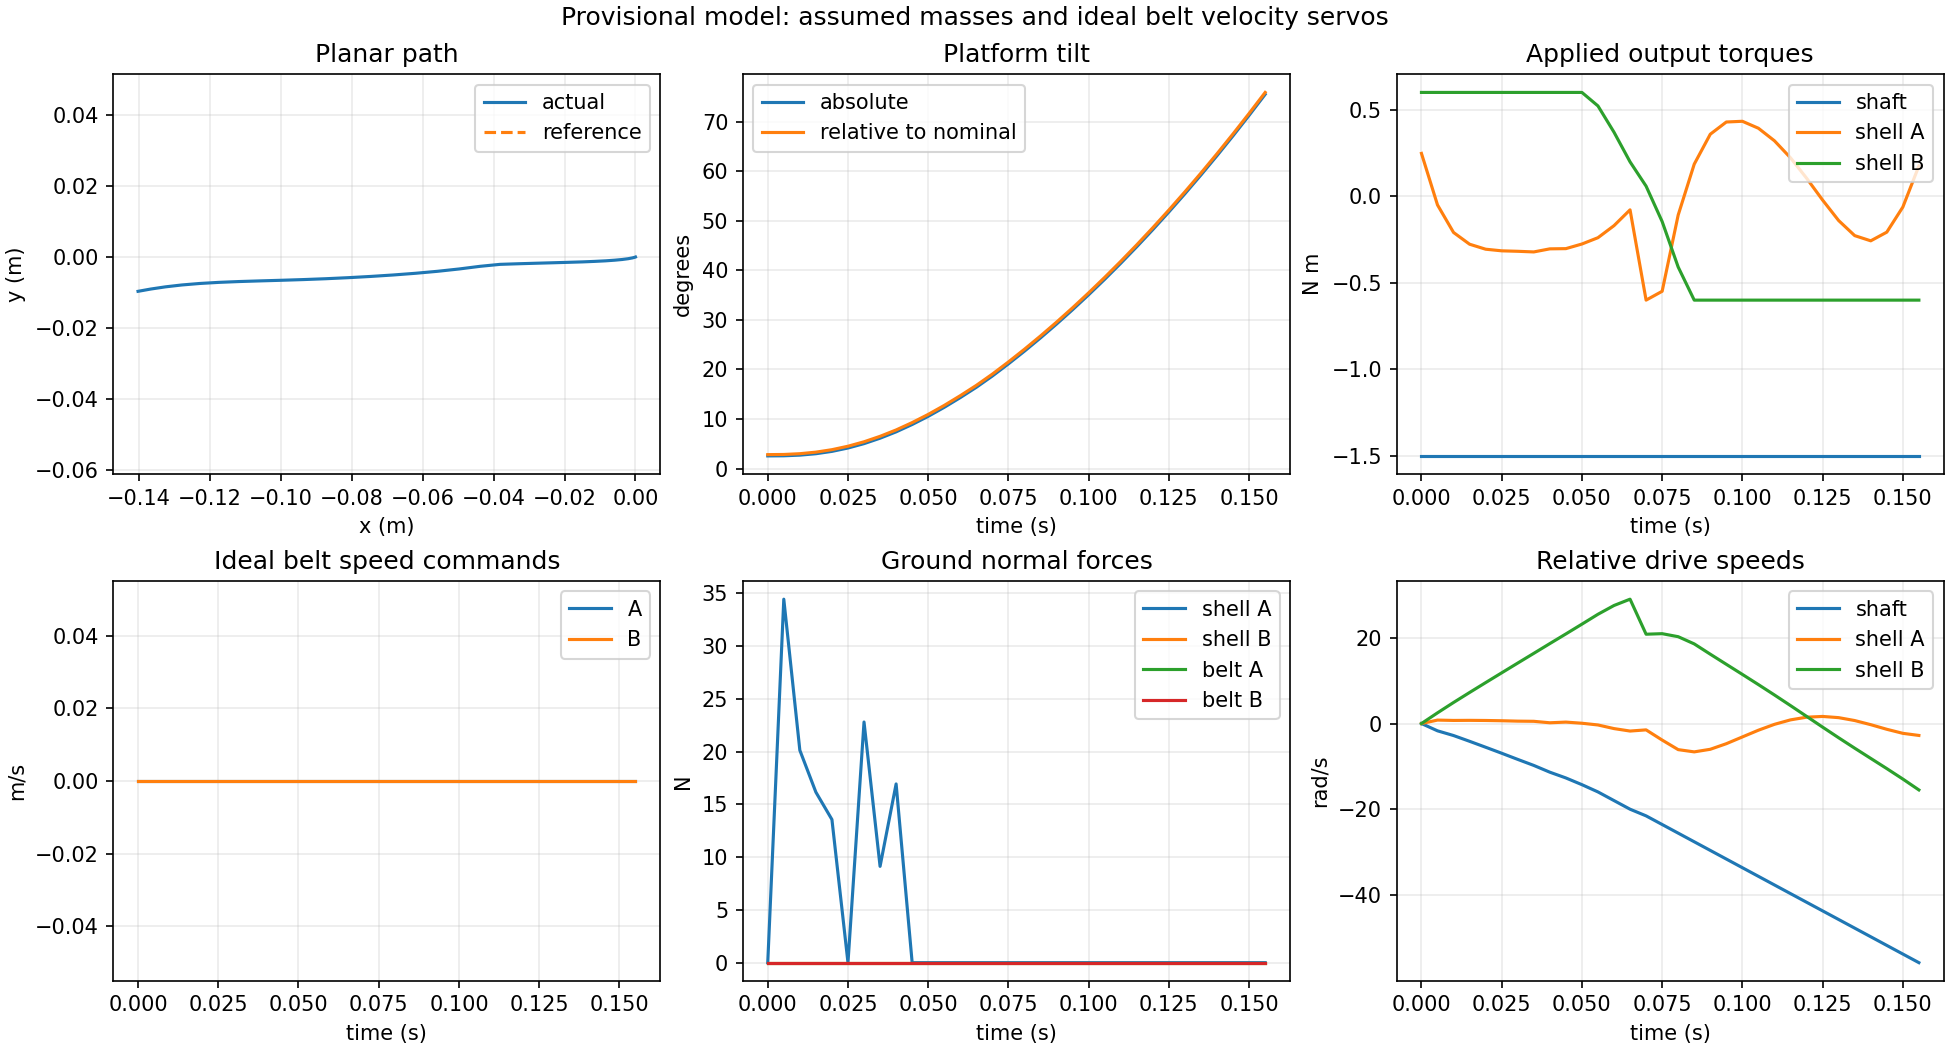 Provisional model: assumed masses and ideal belt velocity servos
Planar path
actual
reference
0.04
0.02
0.00
−0.02
−0.04
−0.06
y (m)
−0.14 −0.12 −0.10 −0.08 −0.06 −0.04 −0.02 0.00
x (m)
Platform tilt
absolute
relative to nominal
70
60
50
40
30
20
10
0
degrees
0.000 0.025 0.050 0.075 0.100 0.125 0.150
time (s)
Applied output torques
shaft
shell A
shell B
0.5
0.0
−0.5
−1.0
−1.5
N m
0.000 0.025 0.050 0.075 0.100 0.125 0.150
time (s)
Ideal belt speed commands
A
B
0.04
0.02
0.00
−0.02
−0.04
m/s
0.000 0.025 0.050 0.075 0.100 0.125 0.150
time (s)
Ground normal forces
shell A
shell B
belt A
belt B
35
30
25
20
15
10
5
0
N
0.000 0.025 0.050 0.075 0.100 0.125 0.150
time (s)
Relative drive speeds
shaft
shell A
shell B
20
0
−20
−40
rad/s
0.000 0.025 0.050 0.075 0.100 0.125 0.150
time (s)